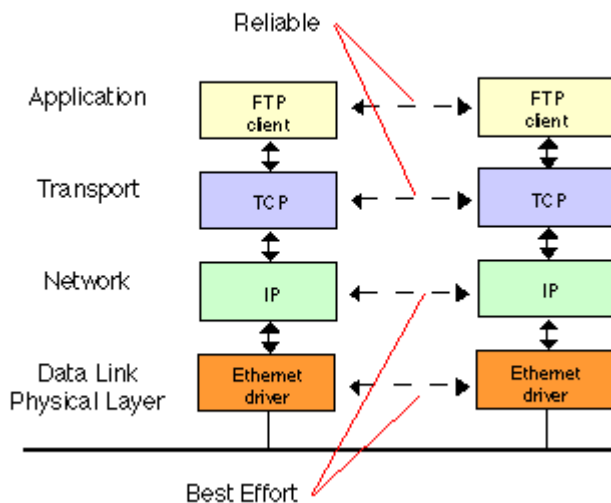 Reliable
Application
FTP
client
FTP
client
Transport
TCP
TCP
Network
IP
IP
Data Link
Physical Layer
Ethernet
driver
Ethernet
driver
Best Effort